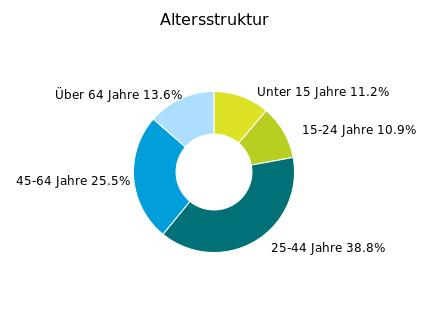 Altersstruktur
Unter 15 Jahre 11.2%
15-24 Jahre 10.9%
25-44 Jahre 38.8%
45-64 Jahre 25.5%
Über 64 Jahre 13.6%